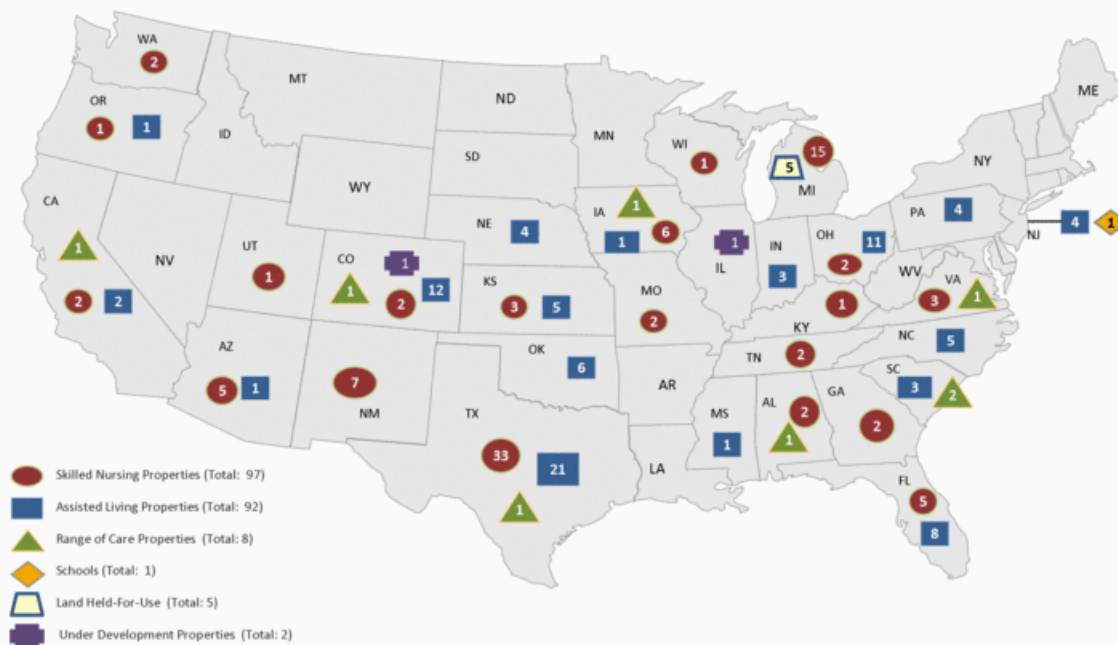 WA
2
OR
1
1
ID
MT
ND
SD
WY
MN
WI
1
5
15
MI
ME
NY
CA
1
2
2
NV
UT
1
CO
1
1
2
12
NE
4
IA
1
1
6
IL
1
IN
3
OH
11
2
PA
4
NJ
4
1
WV
VA
3
1
KS
3
5
MO
2
KY
1
AZ
5
1
NM
7
OK
6
AR
TN
2
NC
5
SC
3
2
TX
33
21
1
LA
MS
1
AL
2
1
GA
2
FL
5
8
Skilled Nursing Properties (Total: 97)
Assisted Living Properties (Total: 92)
Range of Care Properties (Total: 8)
Schools (Total: 1)
Land Held-For-Use (Total: 5)
Under Development Properties (Total: 2)